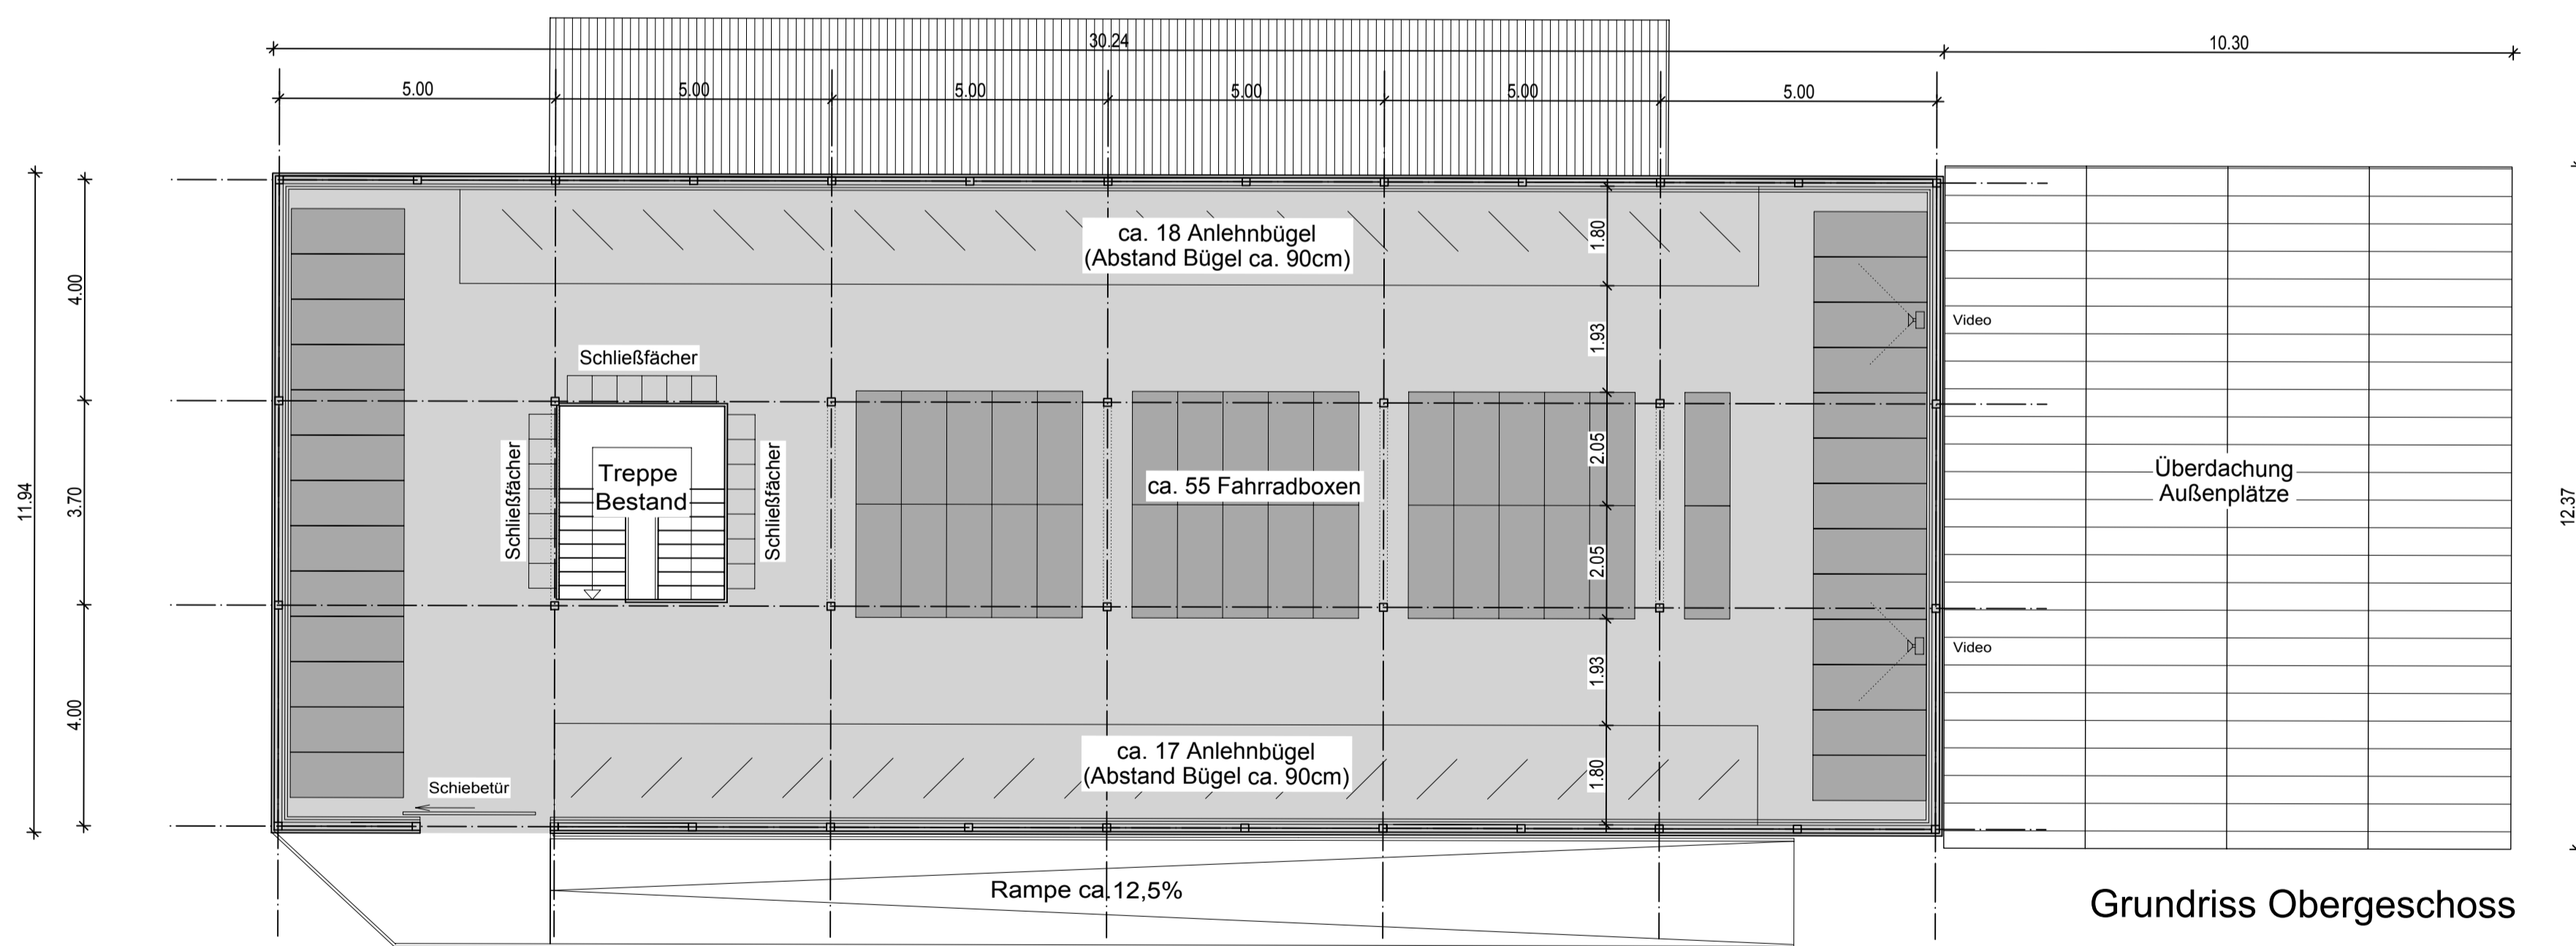 30.24
10.30
5.00
5.00
5.00
5.00
5.00
5.00
ca. 18 Anlehnbügel
(Abstand Bügel ca. 90cm)
1.80
4.00
Video
1.93
Schließfächer
Schließfächer
Treppe
Bestand
Schließfächer
ca. 55 Fahrradboxen
2.05
Überdachung
Außenplätze
11.94
3.70
12.37
2.05
Video
1.93
4.00
ca. 17 Anlehnbügel
(Abstand Bügel ca. 90cm)
1.80
Schiebetür
Rampe ca.12,5%
Grundriss Obergeschoss